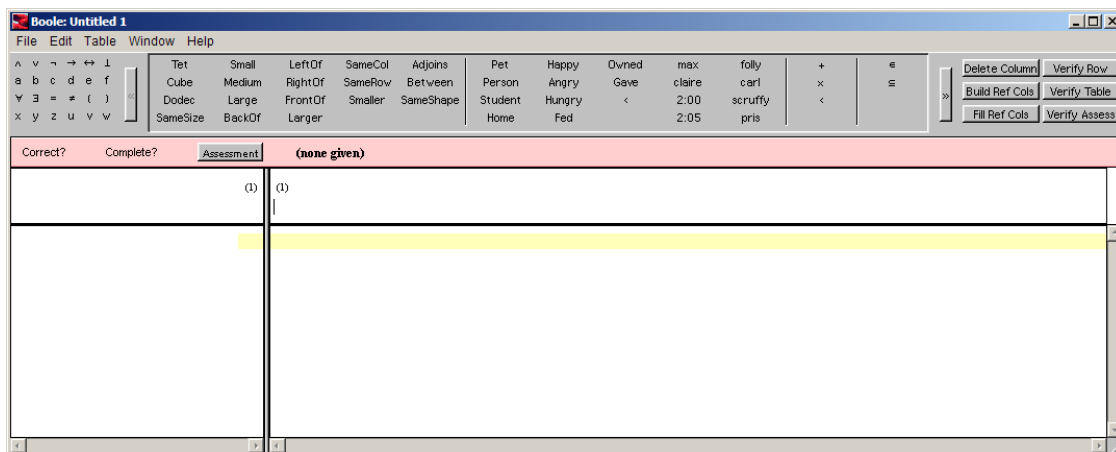 Boole: Untitled 1
File Edit Table Window Help
∧ ∨ ¬ → ↔ ⊥ Tet Small LeftOf SameCol Adjoins Pet Happy Owned max folly + ∈ Delete Column Verify Row
a b c d e f Cube Medium RightOf SameRow Between Person Angry Gave claire carl × ⊆ Build Ref Cols Verify Table
∀ ∃ = ≠ ( ) « Dodec Large FrontOf Smaller SameShape Student Hungry < 2:00 scruffy < » Fill Ref Cols Verify Assess
x y z u v w SameSize BackOf Larger Home Fed 2:05 pris
Correct? Complete? Assessment (none given)
(1) (1)